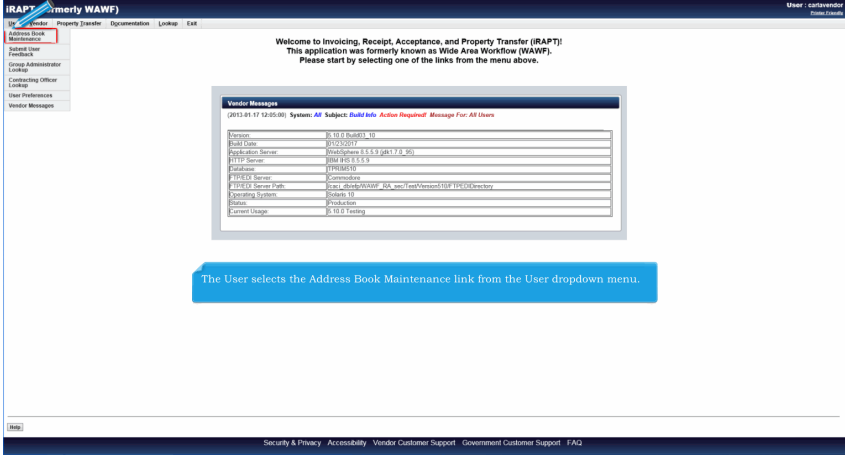 iRAPT merly WAWF)
User : cartavendor
Printer Friendly
Vendor Property Transfer Documentation Lookup Exit
Address Book
Maintenance
Submit User
Feedback
Group Administrator
Lookup
Contracting Officer
Lookup
User Preferences
Vendor Messages
Welcome to Invoicing, Receipt, Acceptance, and Property Transfer (iRAPT)!
This application was formerly known as Wide Area Workflow (WAWF).
Please start by selecting one of the links from the menu above.
Vendor Messages
(2013-01-17 12:05:00) System: All Subject: Build Info Action Required! Message For: All Users
Version: 5.10.0 Build03_10
Build Date: 01/23/2017
Application Server: WebSphere 8.5.5.9 (jdk1.7.0_95)
HTTP Server: IBM IHS 8.5.5.9
Database: TPRIM510
FTP/EDI Server: Commodore
FTP/EDI Server Path:
Operating System: Solaris 10
Status: Production
Current Usage: 5.10.0 Testing
The User selects the Address Book Maintenance link from the User dropdown menu.
Help
Security & Privacy Accessibility Vendor Customer Support Government Customer Support FAQ